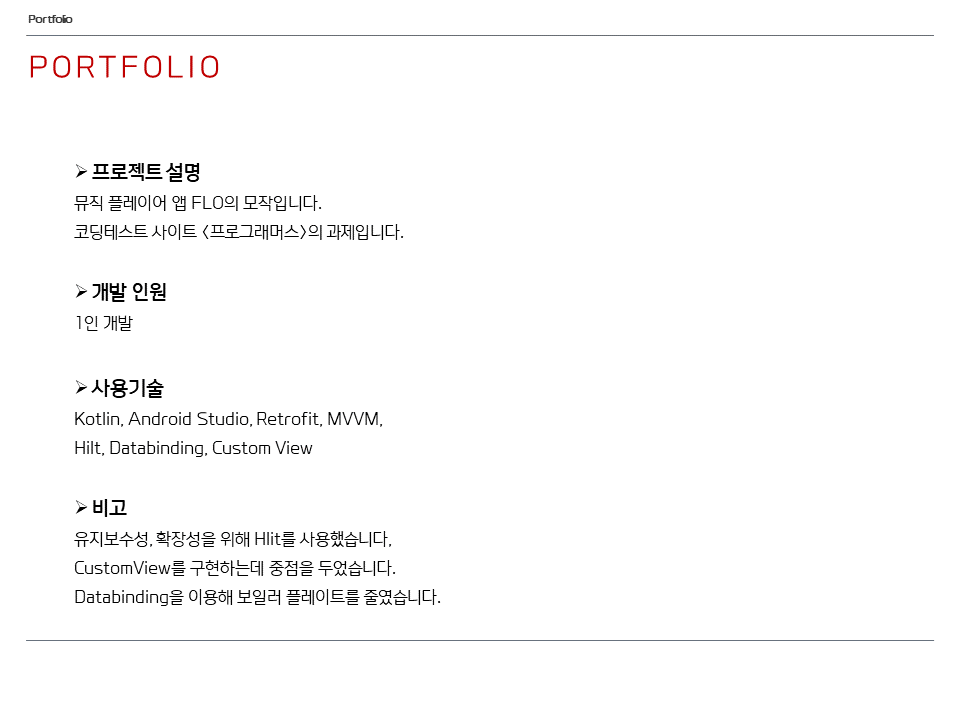 Portfolio
PORTFOLIO
➢ 프로젝트 설명
뮤직 플레이어 앱 FLO의 모작입니다.
코딩테스트 사이트 <프로그래머스>의 과제입니다.
➢ 개발 인원
1인 개발
➢ 사용기술
Kotlin, Android Studio, Retrofit, MVVM,
Hilt, Databinding, Custom View
➢ 비고
유지보수성, 확장성을 위해 Hlit를 사용했습니다,
CustomView를 구현하는데 중점을 두었습니다.
Databinding을 이용해 보일러 플레이트를 줄였습니다.